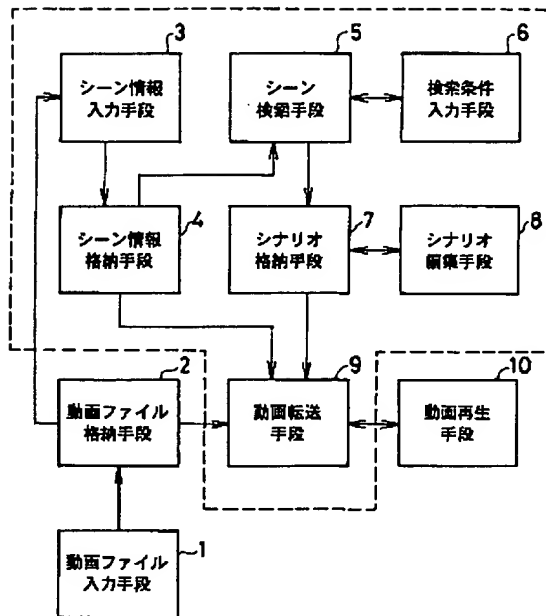 3
シーン情報
入力手段
5
シーン
検索手段
6
検索条件
入力手段
4
シーン情報
格納手段
7
シナリオ
格納手段
8
シナリオ
編集手段
2
動画ファイル
格納手段
9
動画転送
手段
10
動画再生
手段
1
動画ファイル
入力手段